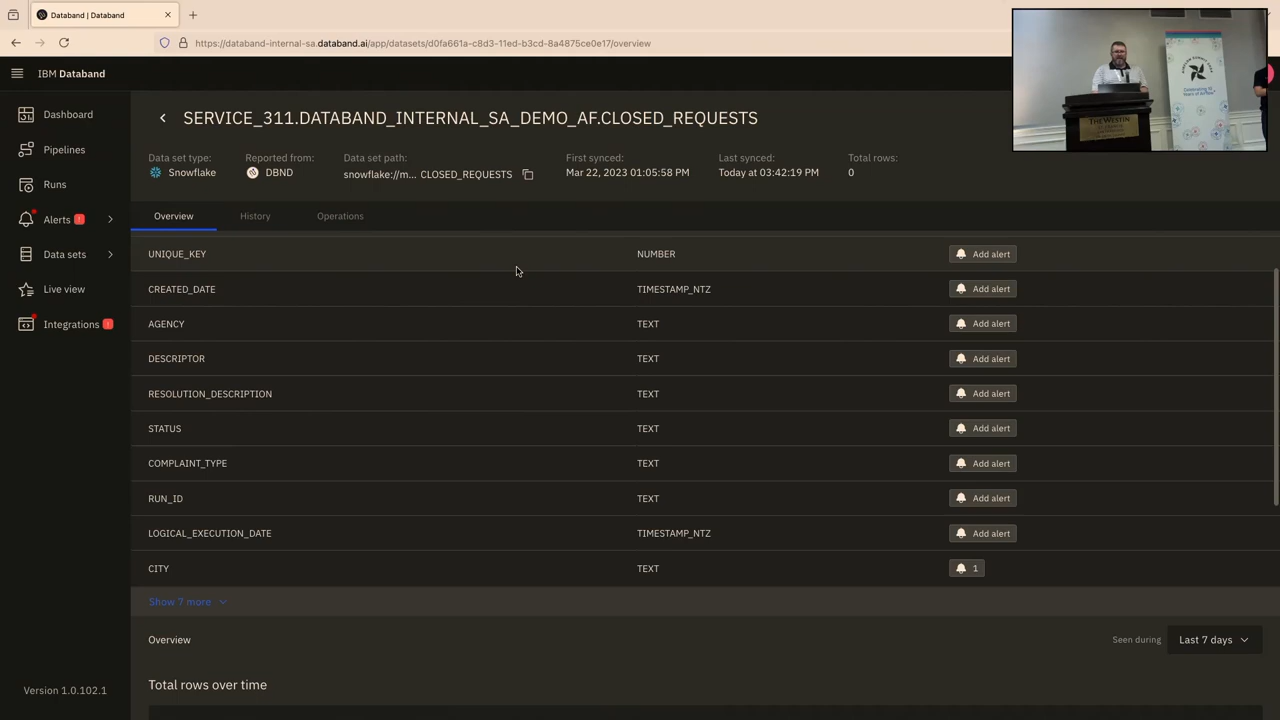 Databand | Databand
https://databand-internal-sa.databand.ai/app/datasets/d0fa661a-c8d3-11ed-b3cd-8a4875ce0e17/overview
IBM Databand
Dashboard
Pipelines
Runs
Alerts !
Data sets
Live view
Integrations !
Version 1.0.102.1
SERVICE_311.DATABAND_INTERNAL_SA_DEMO_AF.CLOSED_REQUESTS
Data set type: Reported from: Data set path: First synced: Last synced: Total rows:
Snowflake DBND snowflake://m... CLOSED_REQUESTS Mar 22, 2023 01:05:58 PM Today at 03:42:19 PM 0
Overview History Operations
UNIQUE_KEY NUMBER Add alert
CREATED_DATE TIMESTAMP_NTZ Add alert
AGENCY TEXT Add alert
DESCRIPTOR TEXT Add alert
RESOLUTION_DESCRIPTION TEXT Add alert
STATUS TEXT Add alert
COMPLAINT_TYPE TEXT Add alert
RUN_ID TEXT Add alert
LOGICAL_EXECUTION_DATE TIMESTAMP_NTZ Add alert
CITY TEXT 1
Show 7 more
Overview Seen during Last 7 days
Total rows over time
THE WESTIN